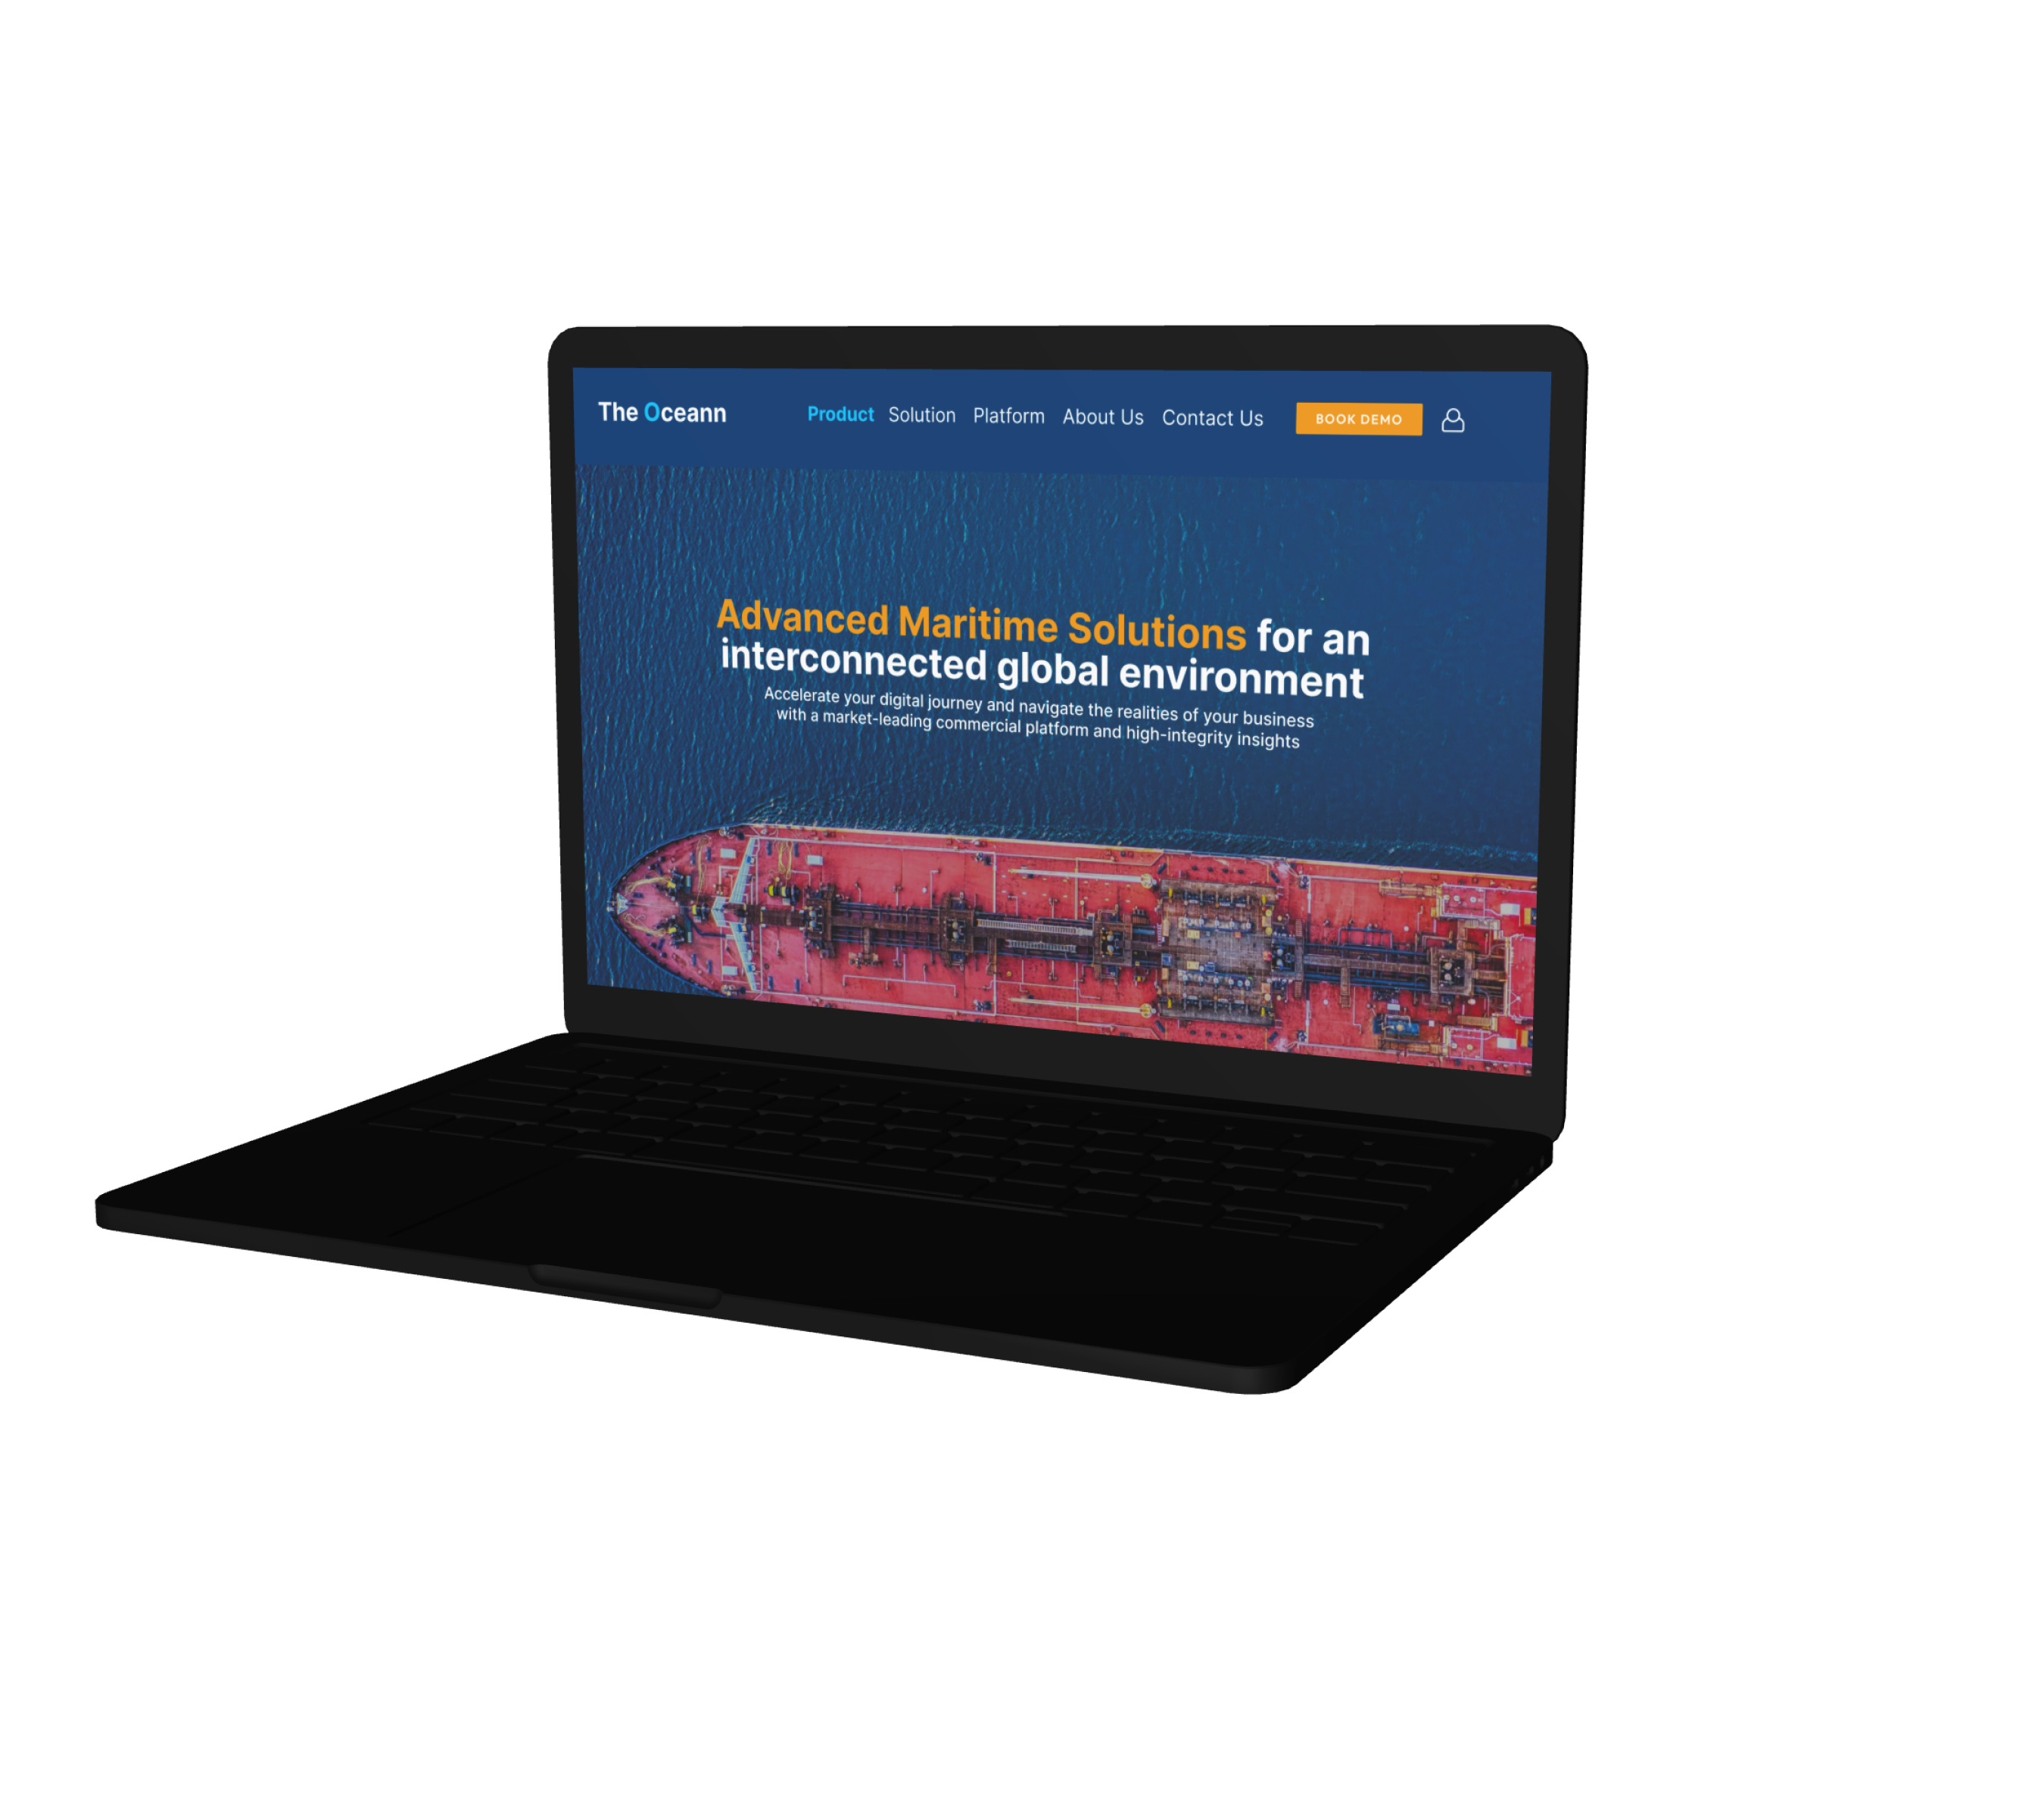 The Oceann
Product Solution Platform About Us Contact Us BOOK DEMO
Advanced Maritime Solutions for an
interconnected global environment
Accelerate your digital journey and navigate the realities of your business
with a market-leading commercial platform and high-integrity insights